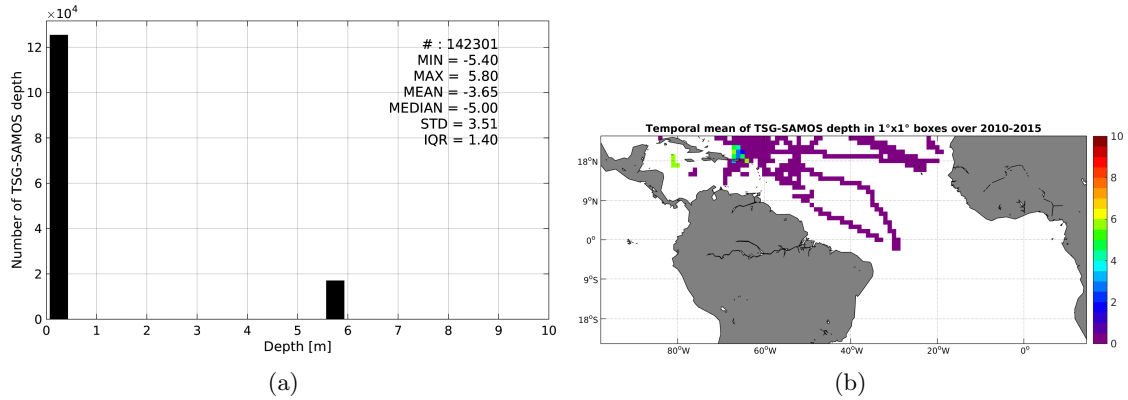 ×10⁴
12
10
8
6
4
2
0
Number of TSG-SAMOS depth
# : 142301
MIN = -5.40
MAX = 5.80
MEAN = -3.65
MEDIAN = -5.00
STD = 3.51
IQR = 1.40
0 1 2 3 4 5 6 7 8 9 10
Depth [m]
(a)
Temporal mean of TSG-SAMOS depth in 1°x1° boxes over 2010-2015
18°N
9°N
0°
9°S
18°S
80°W 60°W 40°W 20°W 0°
10
8
6
4
2
0
(b)